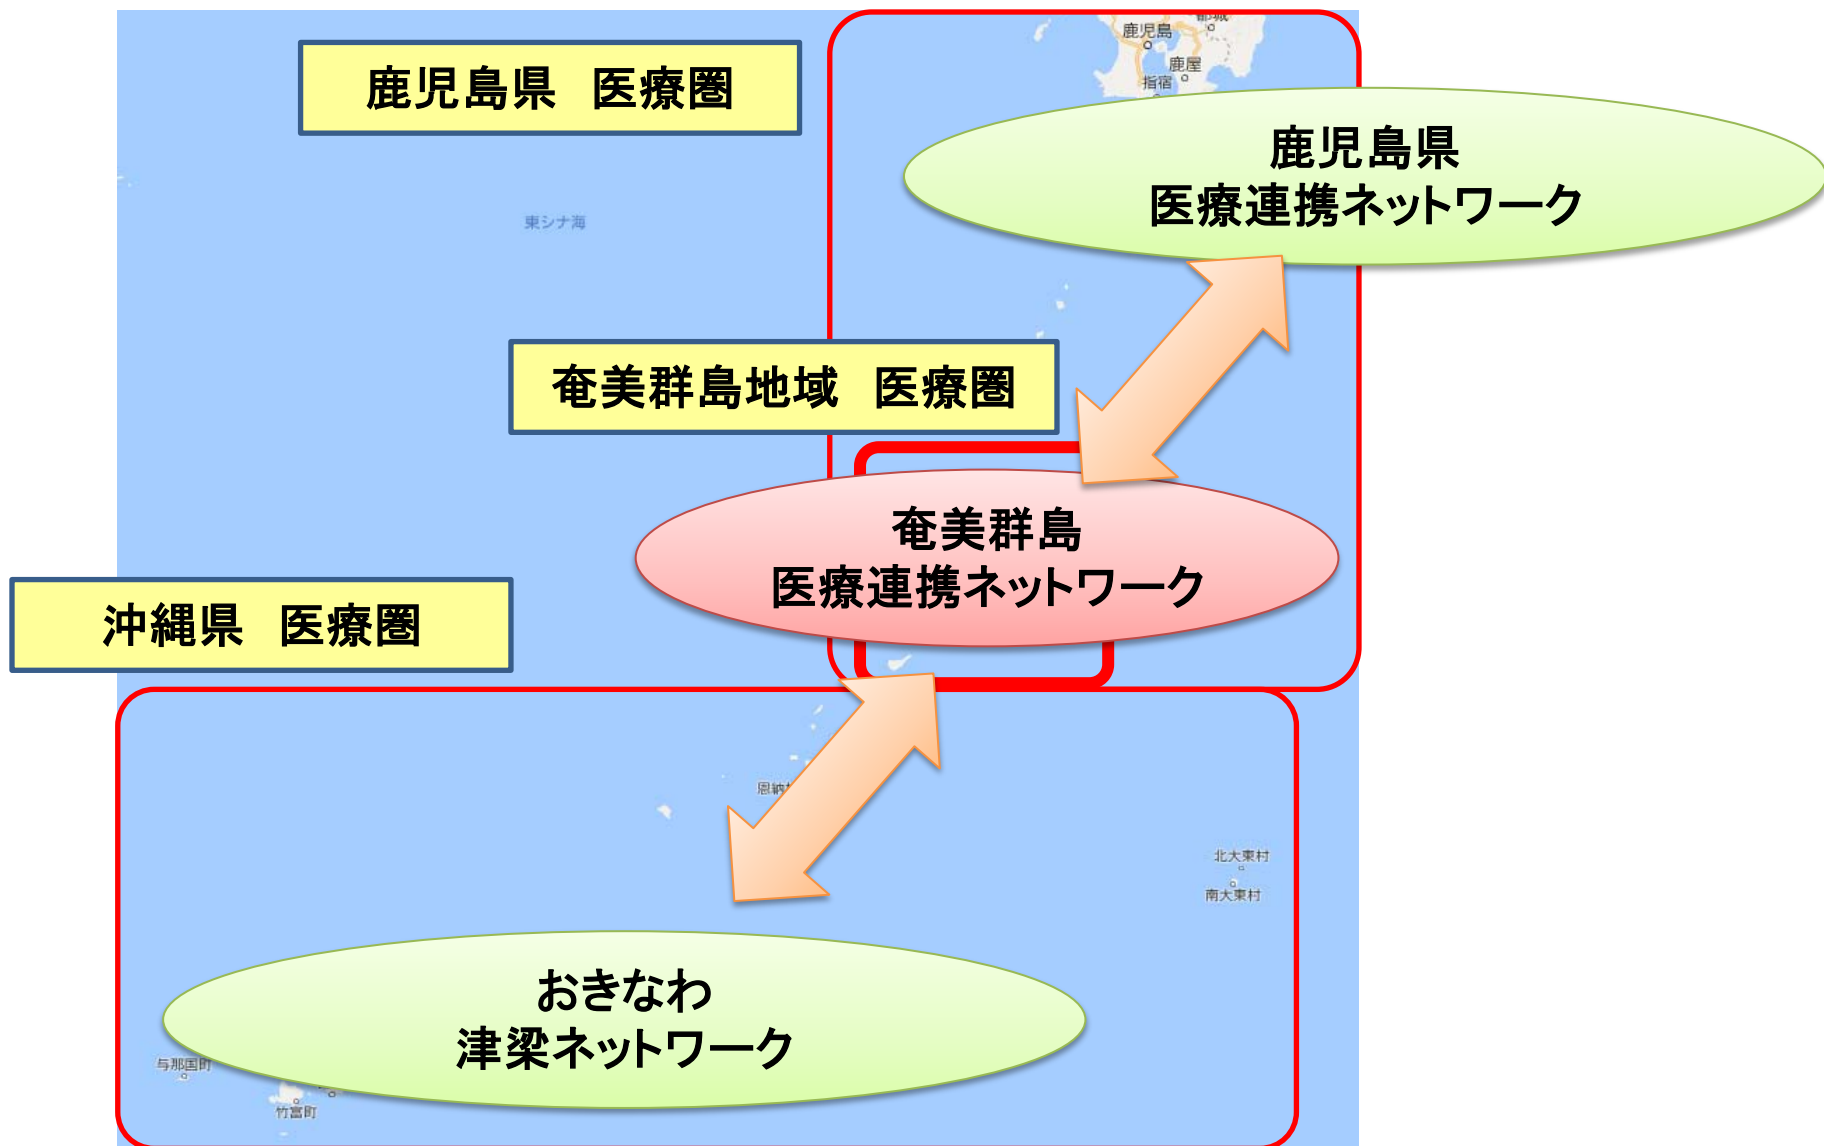 都城
鹿児島
鹿屋
指宿
鹿児島県　医療圏
鹿児島県
医療連携ネットワーク
東シナ海
奄美群島地域　医療圏
奄美群島
医療連携ネットワーク
沖縄県　医療圏
恩納
北大東村
南大東村
おきなわ
津梁ネットワーク
与那国町
竹富町